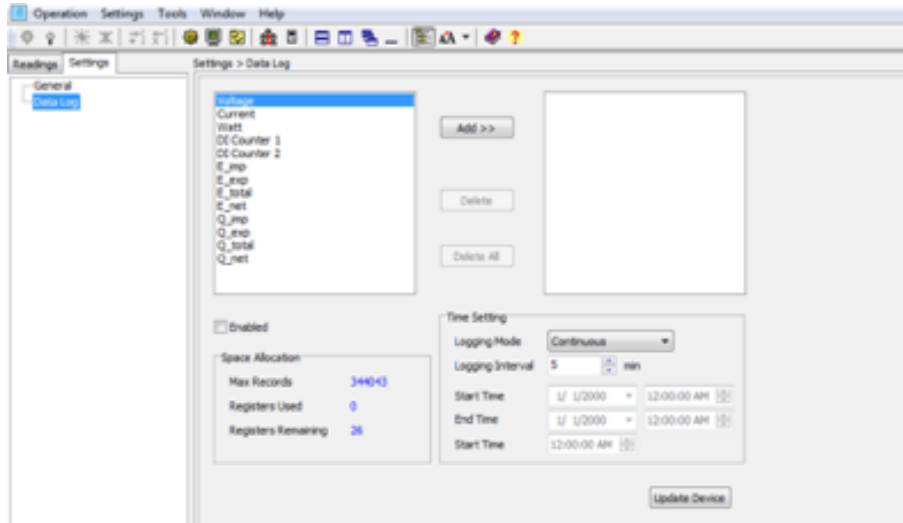 Operation Settings Tools Window Help
Readings Settings
Settings > Data Log
General
Data Log
Voltage
Current
Watt
DI Counter 1
DI Counter 2
E_imp
E_exp
E_total
E_net
Q_imp
Q_exp
Q_total
Q_net
Add >>
Delete
Delete All
Enabled
Space Allocation
Max Records 344043
Registers Used 0
Registers Remaining 26
Time Setting
Logging Mode Continuous
Logging Interval 5 min
Start Time 1/ 1/2000 12:00:00 AM
End Time 1/ 1/2000 12:00:00 AM
Start Time 12:00:00 AM
Update Device